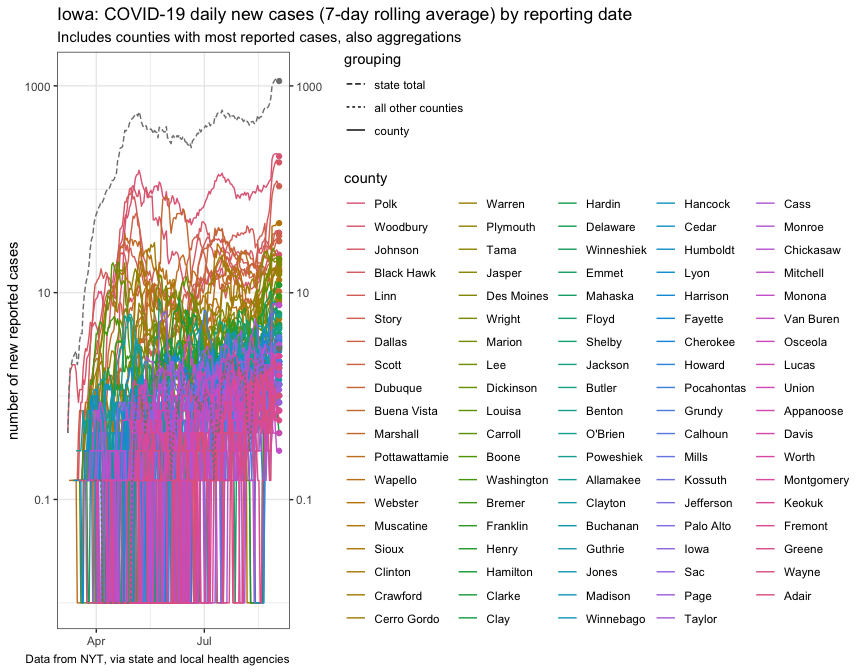 Iowa: COVID-19 daily new cases (7-day rolling average) by reporting date
Includes counties with most reported cases, also aggregations
number of new reported cases
1000
10
0.1
1000
10
0.1
Apr
Jul
Data from NYT, via state and local health agencies
grouping
state total
all other counties
county
county
Polk
Woodbury
Johnson
Black Hawk
Linn
Story
Dallas
Scott
Dubuque
Buena Vista
Marshall
Pottawattamie
Wapello
Webster
Muscatine
Sioux
Clinton
Crawford
Cerro Gordo
Warren
Plymouth
Tama
Jasper
Des Moines
Wright
Marion
Lee
Dickinson
Louisa
Carroll
Boone
Washington
Bremer
Franklin
Henry
Hamilton
Clarke
Clay
Hardin
Delaware
Winneshiek
Emmet
Mahaska
Floyd
Shelby
Jackson
Butler
Benton
O'Brien
Poweshiek
Allamakee
Clayton
Buchanan
Guthrie
Jones
Madison
Winnebago
Hancock
Cedar
Humboldt
Lyon
Harrison
Fayette
Cherokee
Howard
Pocahontas
Grundy
Calhoun
Mills
Kossuth
Jefferson
Palo Alto
Iowa
Sac
Page
Taylor
Cass
Monroe
Chickasaw
Mitchell
Monona
Van Buren
Osceola
Lucas
Union
Appanoose
Davis
Worth
Montgomery
Keokuk
Fremont
Greene
Wayne
Adair